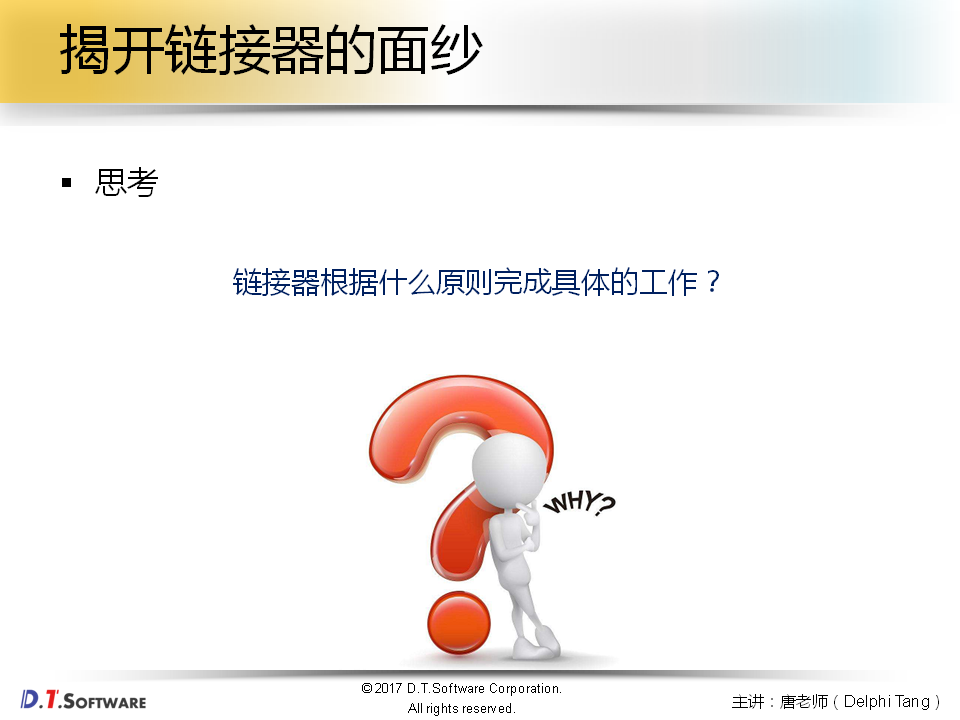 揭开链接器的面纱
▪ 思考
链接器根据什么原则完成具体的工作？
WHY?
D.T.SOFTWARE
©2017 D.T.Software Corporation.
All rights reserved.
主讲：唐老师（Delphi Tang）